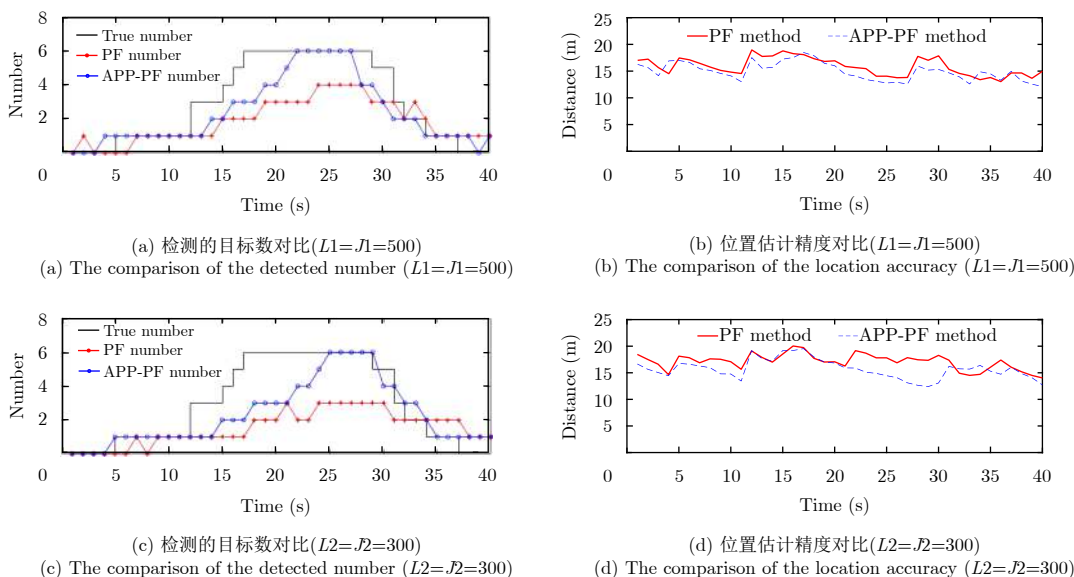 8
True number
PF number
6
APP-PF number
Number
4
2
0
5
10
15
20
25
30
35
40
Time (s)
(a) 检测的目标数对比(L1=J1=500)
(a) The comparison of the detected number (L1=J1=500)
25
PF method
APP-PF method
20
Distance (m)
15
10
5
0
5
10
15
20
25
30
35
40
Time (s)
(b) 位置估计精度对比(L1=J1=500)
(b) The comparison of the location accuracy (L1=J1=500)
8
True number
PF number
6
APP-PF number
Number
4
2
0
5
10
15
20
25
30
35
40
Time (s)
(c) 检测的目标数对比(L2=J2=300)
(c) The comparison of the detected number (L2=J2=300)
25
PF method
APP-PF method
20
Distance (m)
15
10
5
0
5
10
15
20
25
30
35
40
Time (s)
(d) 位置估计精度对比(L2=J2=300)
(d) The comparison of the location accuracy (L2=J2=300)